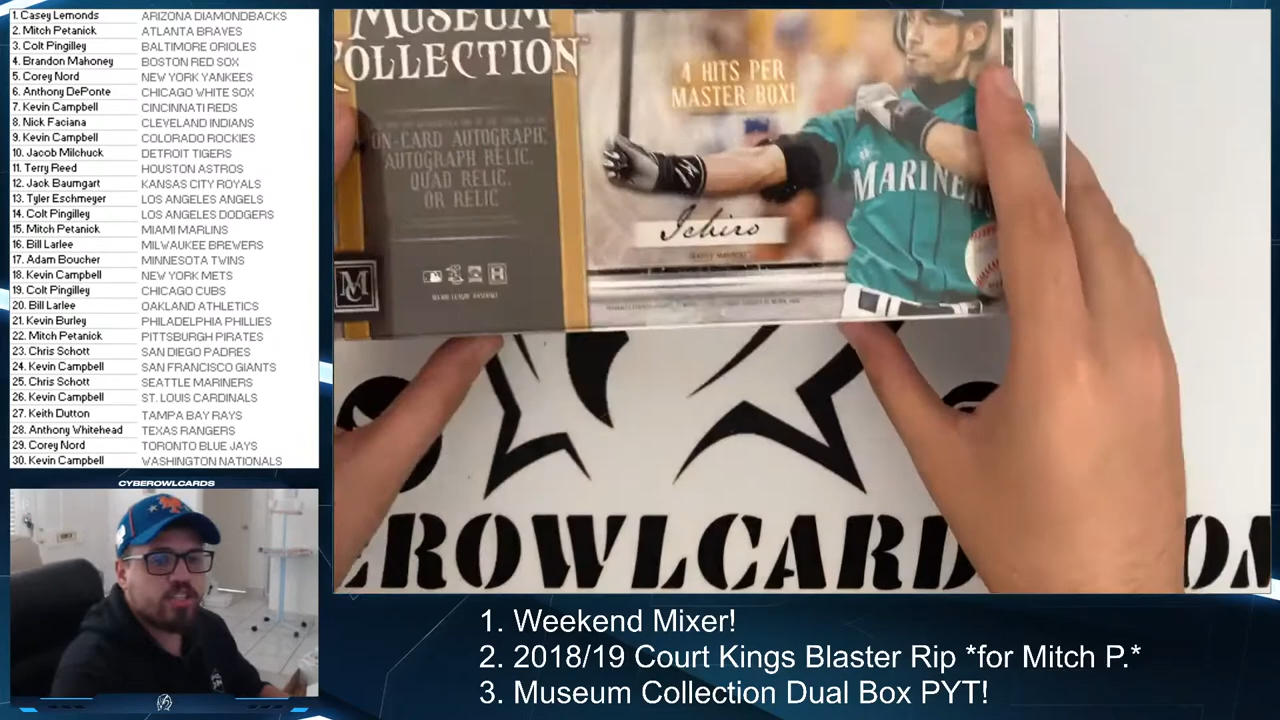 1. Casey Lemonds ARIZONA DIAMONDBACKS
2. Mitch Petanick ATLANTA BRAVES
3. Colt Pingilley BALTIMORE ORIOLES
4. Brandon Mahoney BOSTON RED SOX
5. Corey Nord NEW YORK YANKEES
6. Anthony DePonte CHICAGO WHITE SOX
7. Kevin Campbell CINCINNATI REDS
8. Nick Faciana CLEVELAND INDIANS
9. Kevin Campbell COLORADO ROCKIES
10. Jacob Milchuck DETROIT TIGERS
11. Terry Reed HOUSTON ASTROS
12. Jack Baumgart KANSAS CITY ROYALS
13. Tyler Eschmeyer LOS ANGELES ANGELS
14. Colt Pingilley LOS ANGELES DODGERS
15. Mitch Petanick MIAMI MARLINS
16. Bill Larlee MILWAUKEE BREWERS
17. Adam Boucher MINNESOTA TWINS
18. Kevin Campbell NEW YORK METS
19. Colt Pingilley CHICAGO CUBS
20. Bill Larlee OAKLAND ATHLETICS
21. Kevin Burley PHILADELPHIA PHILLIES
22. Mitch Petanick PITTSBURGH PIRATES
23. Chris Schott SAN DIEGO PADRES
24. Kevin Campbell SAN FRANCISCO GIANTS
25. Chris Schott SEATTLE MARINERS
26. Kevin Campbell ST. LOUIS CARDINALS
27. Keith Dutton TAMPA BAY RAYS
28. Anthony Whitehead TEXAS RANGERS
29. Corey Nord TORONTO BLUE JAYS
30. Kevin Campbell WASHINGTON NATIONALS
CYBEROWLCARDS
MUSEUM
COLLECTION
ON-CARD AUTOGRAPH,
AUTOGRAPH RELIC,
QUAD RELIC,
OR RELIC
MC
4 HITS PER
MASTER BOX!
MARINE
Ichiro
EROWLCARD
1. Weekend Mixer!
2. 2018/19 Court Kings Blaster Rip *for Mitch P.*
3. Museum Collection Dual Box PYT!